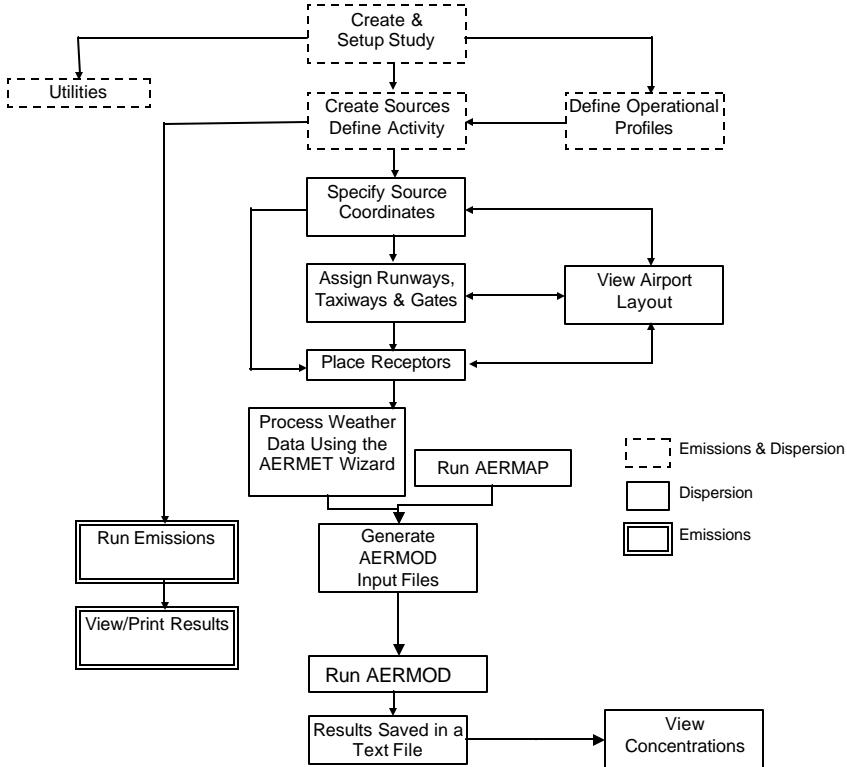 Create &
Setup Study
Utilities
Create Sources
Define Activity
Define Operational
Profiles
Specify Source
Coordinates
Assign Runways,
Taxiways & Gates
View Airport
Layout
Place Receptors
Process Weather
Data Using the
AERMET Wizard
Run AERMAP
Emissions & Dispersion
Dispersion
Emissions
Run Emissions
Generate
AERMOD
Input Files
View/Print Results
Run AERMOD
Results Saved in a
Text File
View
Concentrations